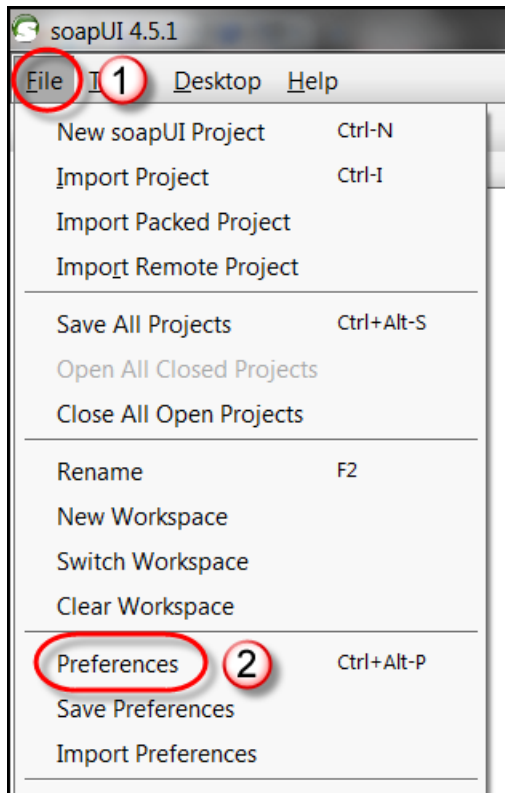 soapUI 4.5.1
File T 1 Desktop Help
New soapUI Project Ctrl-N
Import Project Ctrl-I
Import Packed Project
Import Remote Project
Save All Projects Ctrl+Alt-S
Open All Closed Projects
Close All Open Projects
Rename F2
New Workspace
Switch Workspace
Clear Workspace
Preferences 2 Ctrl+Alt-P
Save Preferences
Import Preferences